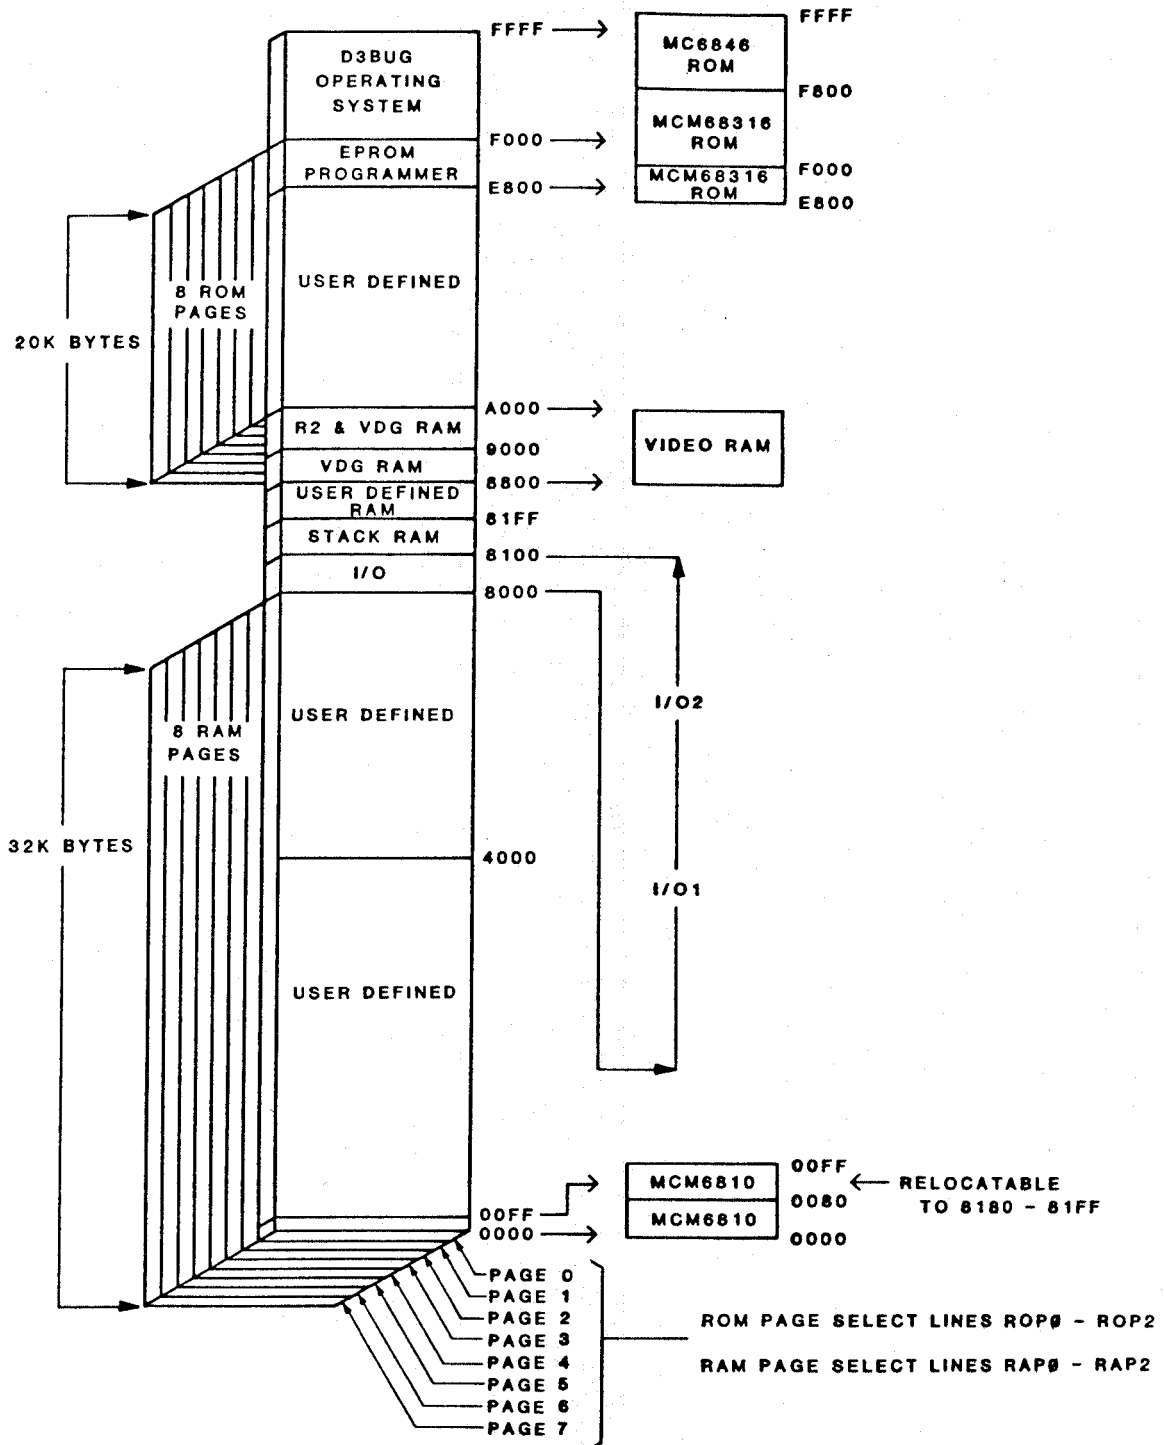 FFFF
D3BUG
OPERATING
SYSTEM
F000
EPROM
PROGRAMMER
E800
USER DEFINED
8 ROM
PAGES
20K BYTES
A000
R2 & VDG RAM
9000
VDG RAM
8800
USER DEFINED
RAM
81FF
STACK RAM
8100
I/O
8000
USER DEFINED
8 RAM
PAGES
32K BYTES
4000
USER DEFINED
00FF
0000
FFFF
MC6846
ROM
F800
MCM68316
ROM
F000
MCM68316
ROM
E800
VIDEO RAM
I/O2
I/O1
00FF
MCM6810
0080
MCM6810
0000
RELOCATABLE
TO 8180 - 81FF
PAGE 0
PAGE 1
PAGE 2
PAGE 3
PAGE 4
PAGE 5
PAGE 6
PAGE 7
ROM PAGE SELECT LINES ROPØ - ROP2
RAM PAGE SELECT LINES RAPØ - RAP2